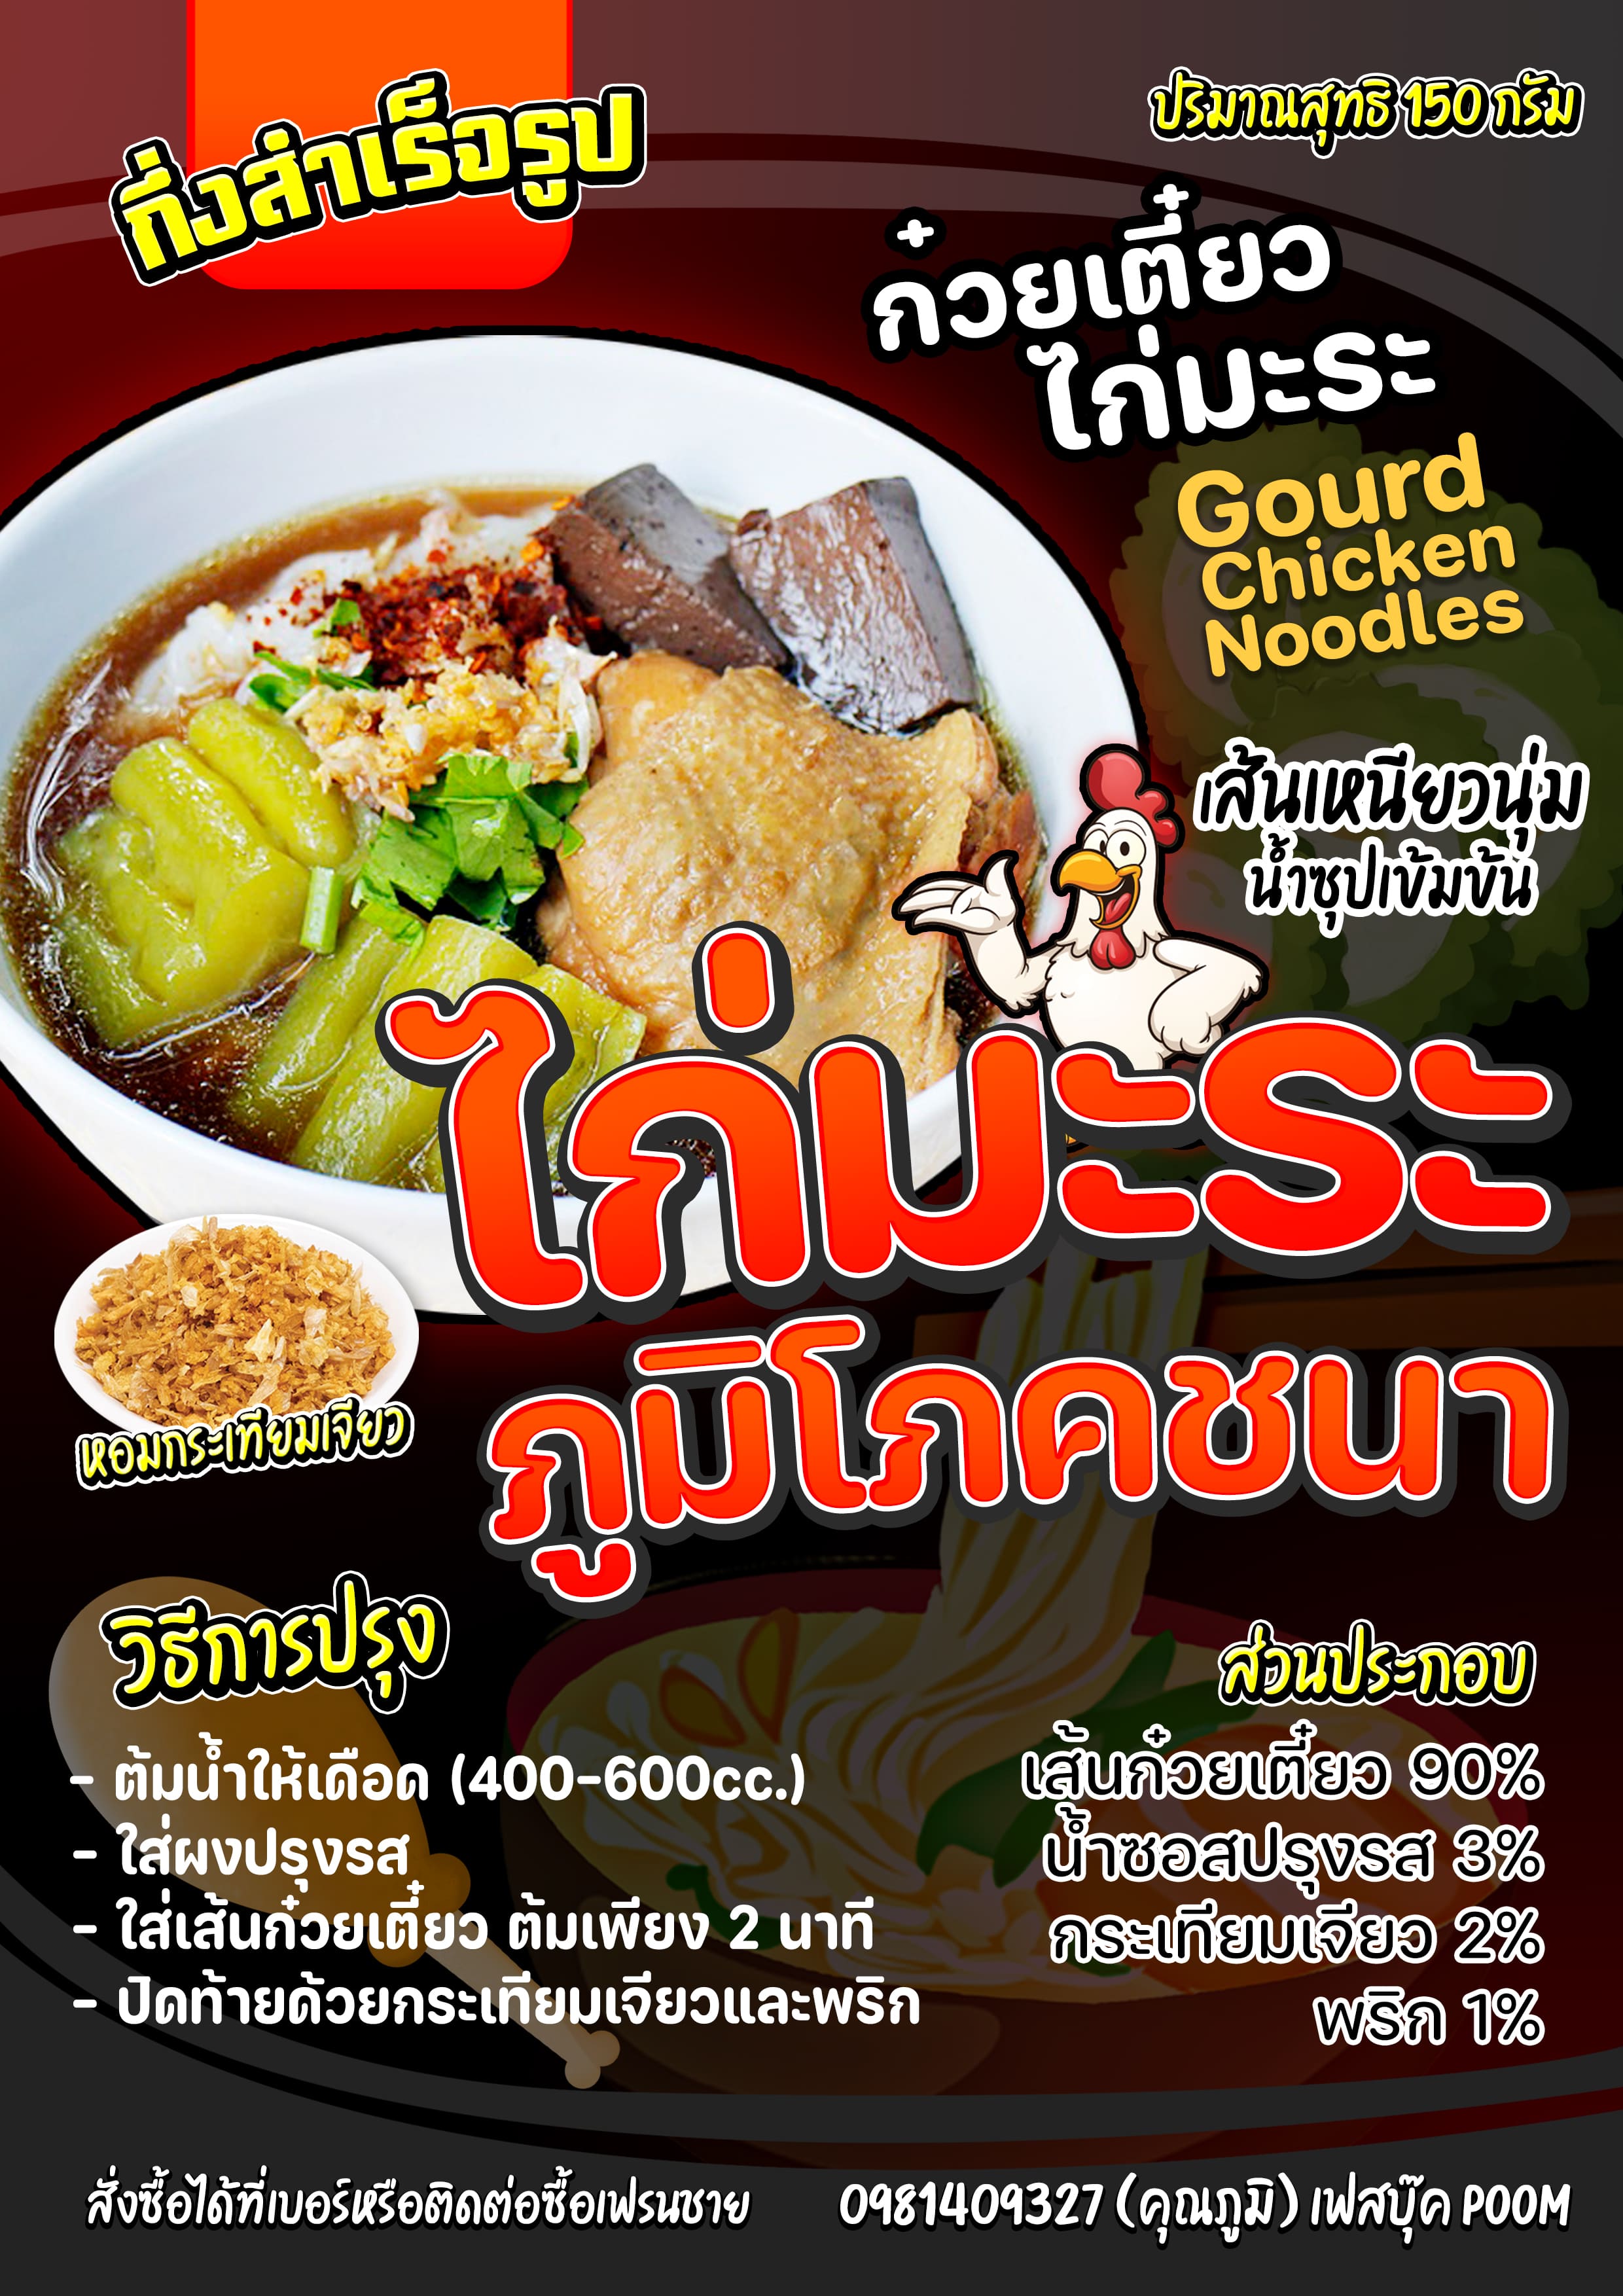 กึ่งสำเร็จรูป
ปริมาณสุทธิ 150 กรัม
ก๋วยเตี๋ยว
ไก่มะระ
Gourd
Chicken
Noodles
เส้นเหนียวนุ่ม
น้ำซุปเข้มข้น
ไก่มะระ
ภูมิโภคชนา
หอมกระเทียมเจียว
วิธีการปรุง
- ต้มน้ำให้เดือด (400-600cc.)
- ใส่ผงปรุงรส
- ใส่เส้นก๋วยเตี๋ยว ต้มเพียง 2 นาที
- ปิดท้ายด้วยกระเทียมเจียวและพริก
ส่วนประกอบ
เส้นก๋วยเตี๋ยว 90%
น้ำซอสปรุงรส 3%
กระเทียมเจียว 2%
พริก 1%
สั่งซื้อได้ที่เบอร์หรือติดต่อซื้อเฟรนชาย
0981409327 (คุณภูมิ) เฟสบุ๊ค POOM